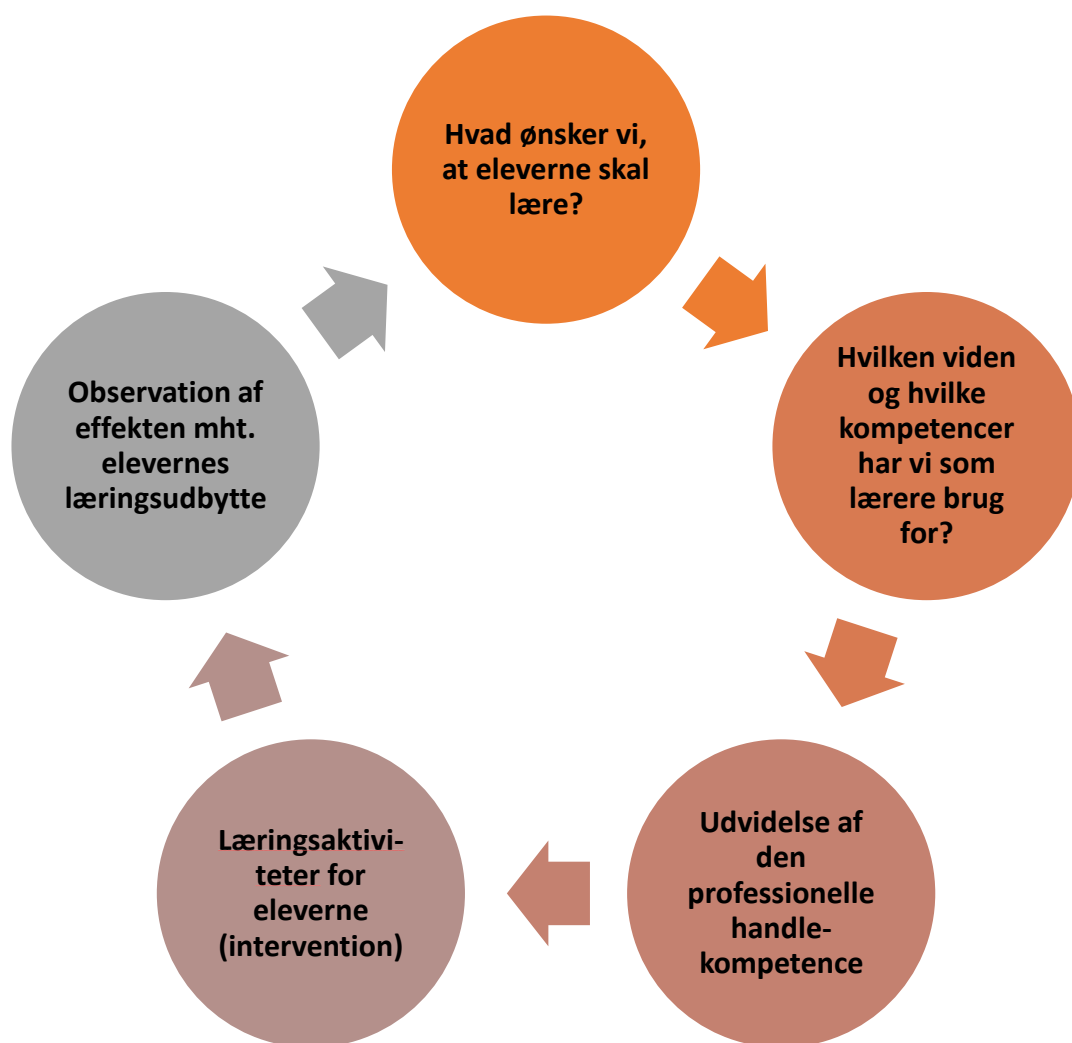 Hvad ønsker vi,
at eleverne skal
lære?
Hvilken viden
og hvilke
kompetencer
har vi som
lærere brug
for?
Udvidelse af
den
professionelle
handle-
kompetence
Læringsaktivi-
teter for
eleverne
(intervention)
Observation af
effekten mht.
elevernes
læringsudbytte